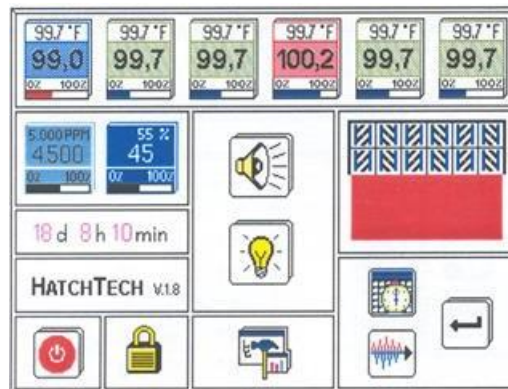 99.7 °F 99.7 °F 99.7 °F 99.7 °F 99.7 °F 99.7 °F
99,0 99,7 99,7 100,2 99,7 99,7
0% 100% 0% 100% 0% 100% 0% 100% 0% 100% 0% 100%
5.000 PPM 55 %
4500 45
0% 100% 0% 100%
18 d 8 h 10 min
HATCHTECH V.1.8